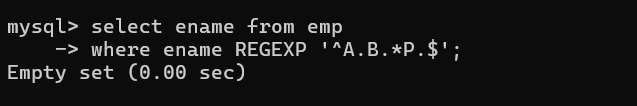 mysql> select ename from emp
    -> where ename REGEXP '^A.B.*P.$';
Empty set (0.00 sec)